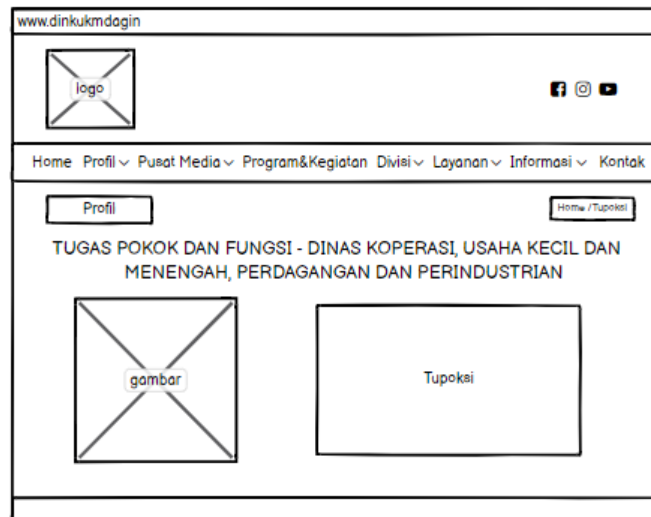 www.dinkukmdagin
logo
Home Profil Pusat Media Program&Kegiatan Divisi Layanan Informasi Kontak
Profil
Home / Tupoksi
TUGAS POKOK DAN FUNGSI - DINAS KOPERASI, USAHA KECIL DAN
MENENGAH, PERDAGANGAN DAN PERINDUSTRIAN
gambar
Tupoksi